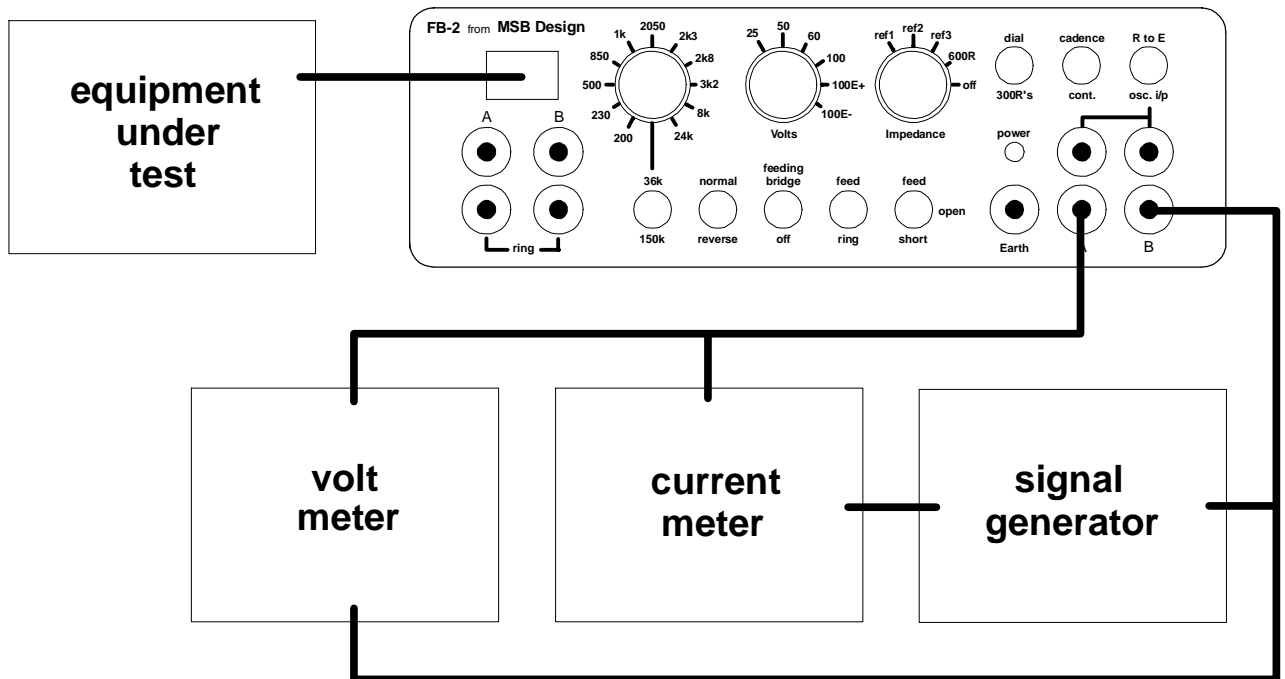 equipment
under
test
FB-2 from MSB Design
A B
ring
1k 2050 2k3
850 2k8
500 3k2
230 8k
200 24k
36k
150k
25 50 60
100
100E+
100E-
Volts
ref1 ref2 ref3
600R
off
Impedance
dial cadence R to E
300R's cont. osc. i/p
power
normal
reverse
feeding
bridge
off
feed
ring
feed
open
short
Earth A B
volt
meter
current
meter
signal
generator